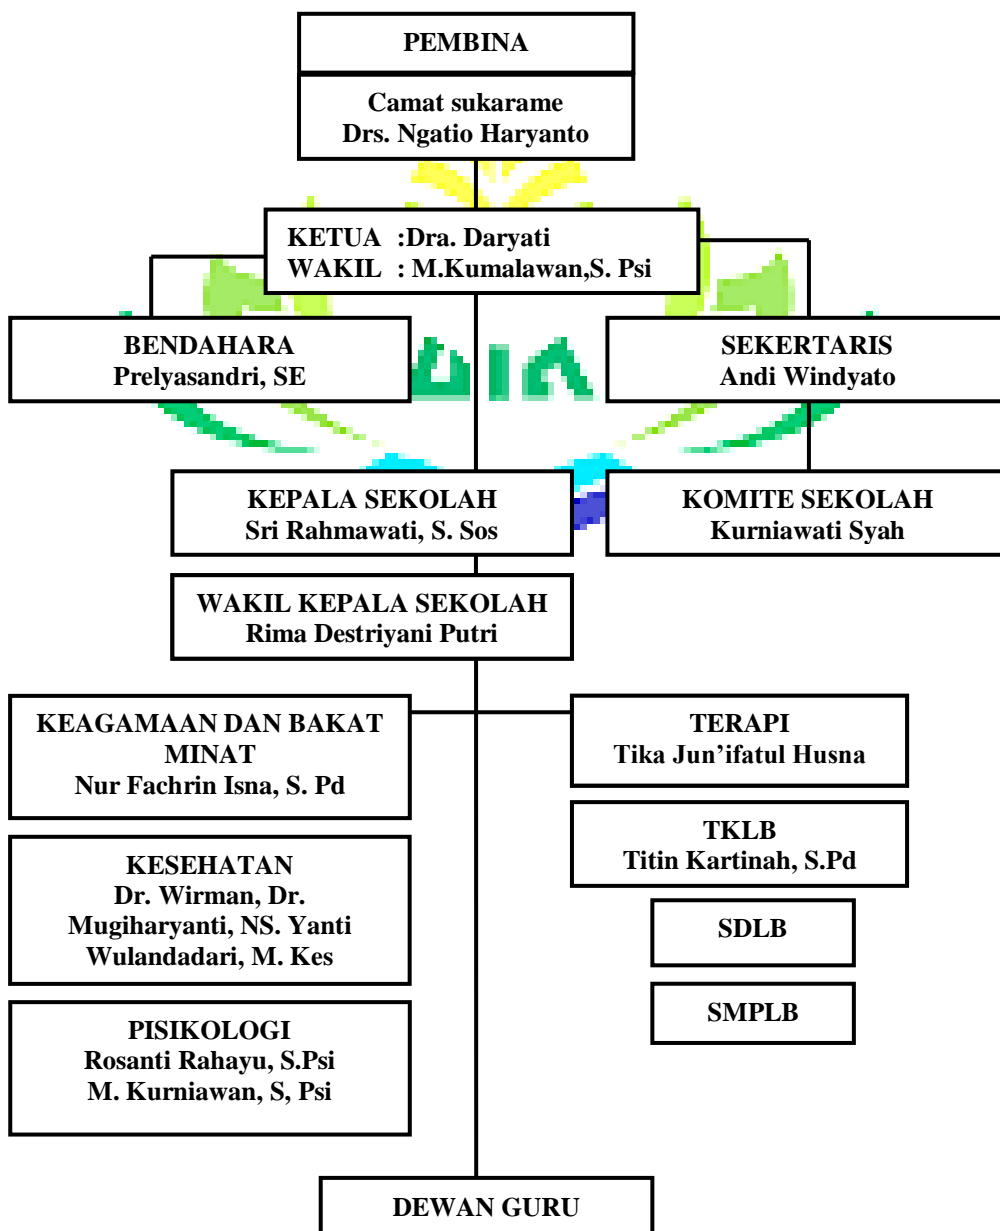 PEMBINA
Camat sukarame
Drs. Ngatio Haryanto
KETUA :Dra. Daryati
WAKIL : M.Kumalawan,S. Psi
BENDAHARA
Prelyasandri, SE
SEKERTARIS
Andi Windyato
KEPALA SEKOLAH
Sri Rahmawati, S. Sos
KOMITE SEKOLAH
Kurniawati Syah
WAKIL KEPALA SEKOLAH
Rima Destriyani Putri
KEAGAMAAN DAN BAKAT
MINAT
Nur Fachrin Isna, S. Pd
TERAPI
Tika Jun’ifatul Husna
KESEHATAN
Dr. Wirman, Dr.
Mugiharyanti, NS. Yanti
Wulandadari, M. Kes
TKLB
Titin Kartinah, S.Pd
SDLB
SMPLB
PISIKOLOGI
Rosanti Rahayu, S.Psi
M. Kurniawan, S, Psi
DEWAN GURU